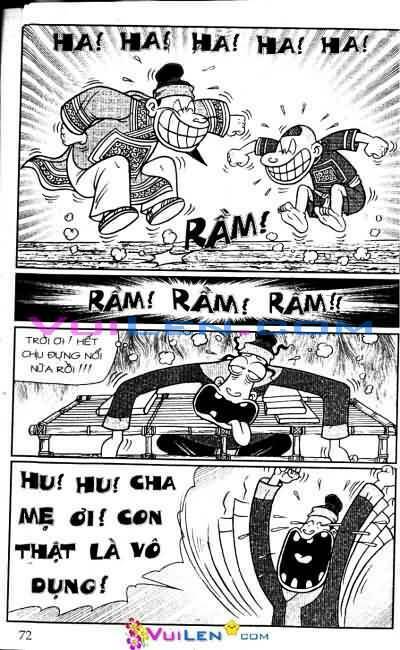 HA! HA! HA! HA! HA!
RẦM!
RẦM! RẦM! RẦM!!
VUILEN.COM
TRỜI ƠI! HẾT
CHỊU ĐỰNG NỔI
NỮA RỒI!!!
HU! HU! CHA
MẸ ƠI! CON
THẬT LÀ VÔ
DỤNG!
72
VUILEN.COM